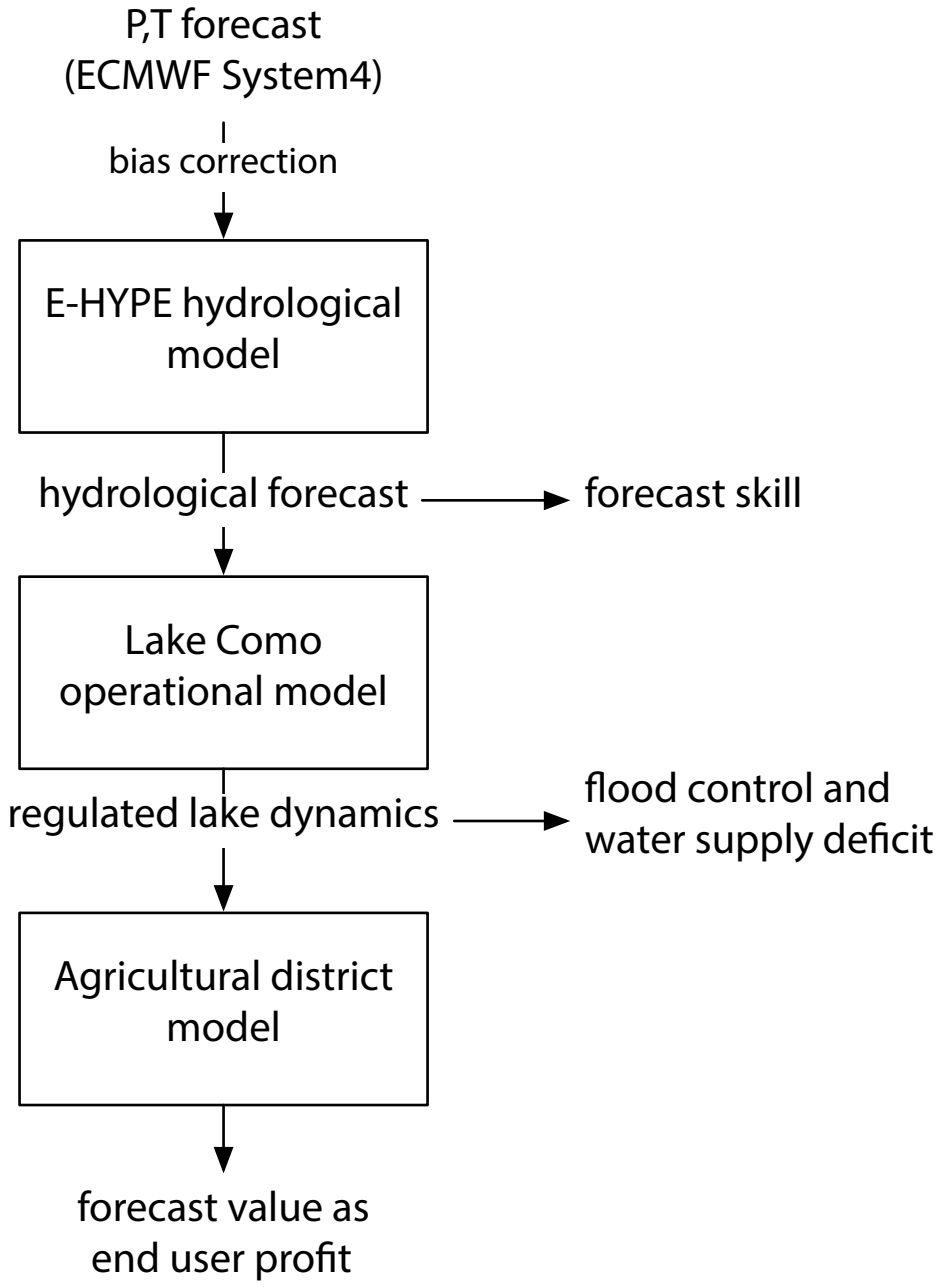 P,T forecast
(ECMWF System4)
bias correction
E-HYPE hydrological
model
hydrological forecast
forecast skill
Lake Como
operational model
regulated lake dynamics
flood control and
water supply deficit
Agricultural district
model
forecast value as
end user profit